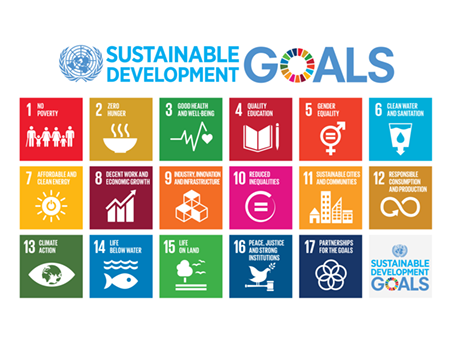 SUSTAINABLE
DEVELOPMENT
GOALS
1 NO
POVERTY
2 ZERO
HUNGER
3 GOOD HEALTH
AND WELL-BEING
4 QUALITY
EDUCATION
5 GENDER
EQUALITY
6 CLEAN WATER
AND SANITATION
7 AFFORDABLE AND
CLEAN ENERGY
8 DECENT WORK AND
ECONOMIC GROWTH
9 INDUSTRY, INNOVATION
AND INFRASTRUCTURE
10 REDUCED
INEQUALITIES
11 SUSTAINABLE CITIES
AND COMMUNITIES
12 RESPONSIBLE
CONSUMPTION
AND PRODUCTION
13 CLIMATE
ACTION
14 LIFE
BELOW WATER
15 LIFE
ON LAND
16 PEACE, JUSTICE
AND STRONG
INSTITUTIONS
17 PARTNERSHIPS
FOR THE GOALS
SUSTAINABLE
DEVELOPMENT
GOALS